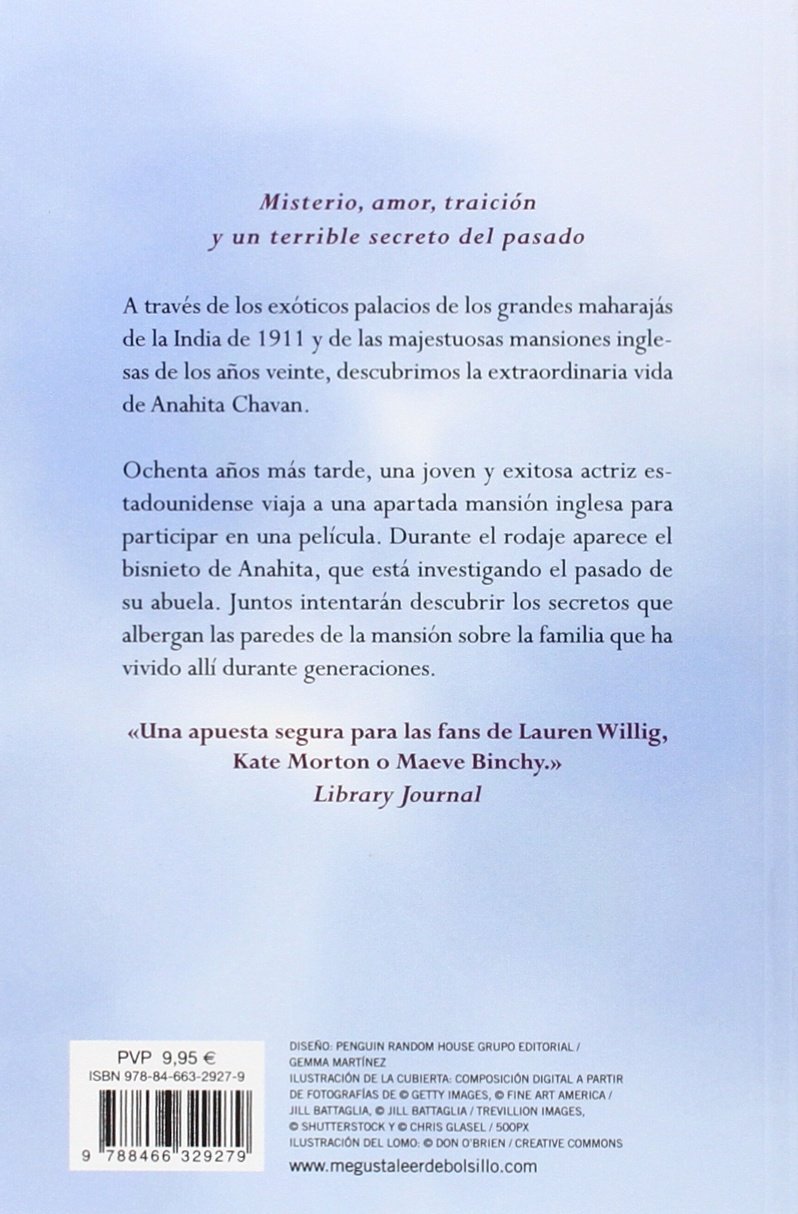 Misterio, amor, traición
y un terrible secreto del pasado
A través de los exóticos palacios de los grandes maharajás
de la India de 1911 y de las majestuosas mansiones ingle-
sas de los años veinte, descubrimos la extraordinaria vida
de Anahita Chavan.
Ochenta años más tarde, una joven y exitosa actriz es-
tadounidense viaja a una apartada mansión inglesa para
participar en una película. Durante el rodaje aparece el
bisnieto de Anahita, que está investigando el pasado de
su abuela. Juntos intentarán descubrir los secretos que
albergan las paredes de la mansión sobre la familia que ha
vivido allí durante generaciones.
«Una apuesta segura para las fans de Lauren Willig,
Kate Morton o Maeve Binchy.»
Library Journal
PVP 9,95 €
ISBN 978-84-663-2927-9
9 788466 329279
DISEÑO: PENGUIN RANDOM HOUSE GRUPO EDITORIAL /
GEMMA MARTÍNEZ
ILUSTRACIÓN DE LA CUBIERTA: COMPOSICIÓN DIGITAL A PARTIR
DE FOTOGRAFÍAS DE © GETTY IMAGES, © FINE ART AMERICA /
JILL BATTAGLIA, © JILL BATTAGLIA / TREVILLION IMAGES,
© SHUTTERSTOCK Y © CHRIS GLASEL / 500PX
ILUSTRACIÓN DEL LOMO: © DON O'BRIEN / CREATIVE COMMONS
www.megustaleerdebolsillo.com